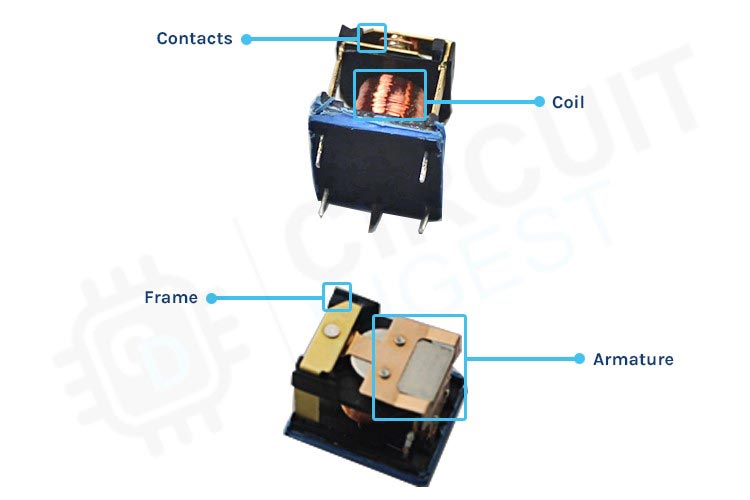 Contacts
Coil
CIRCUIT
DIGEST
Frame
Armature